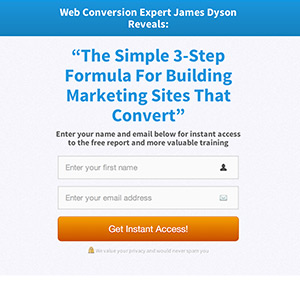 Web Conversion Expert James Dyson
Reveals:
“The Simple 3-Step
Formula For Building
Marketing Sites That
Convert”
Enter your name and email below for instant access
to the free report and more valuable training
Enter your first name
Enter your email address
Get Instant Access!
We value your privacy and would never spam you